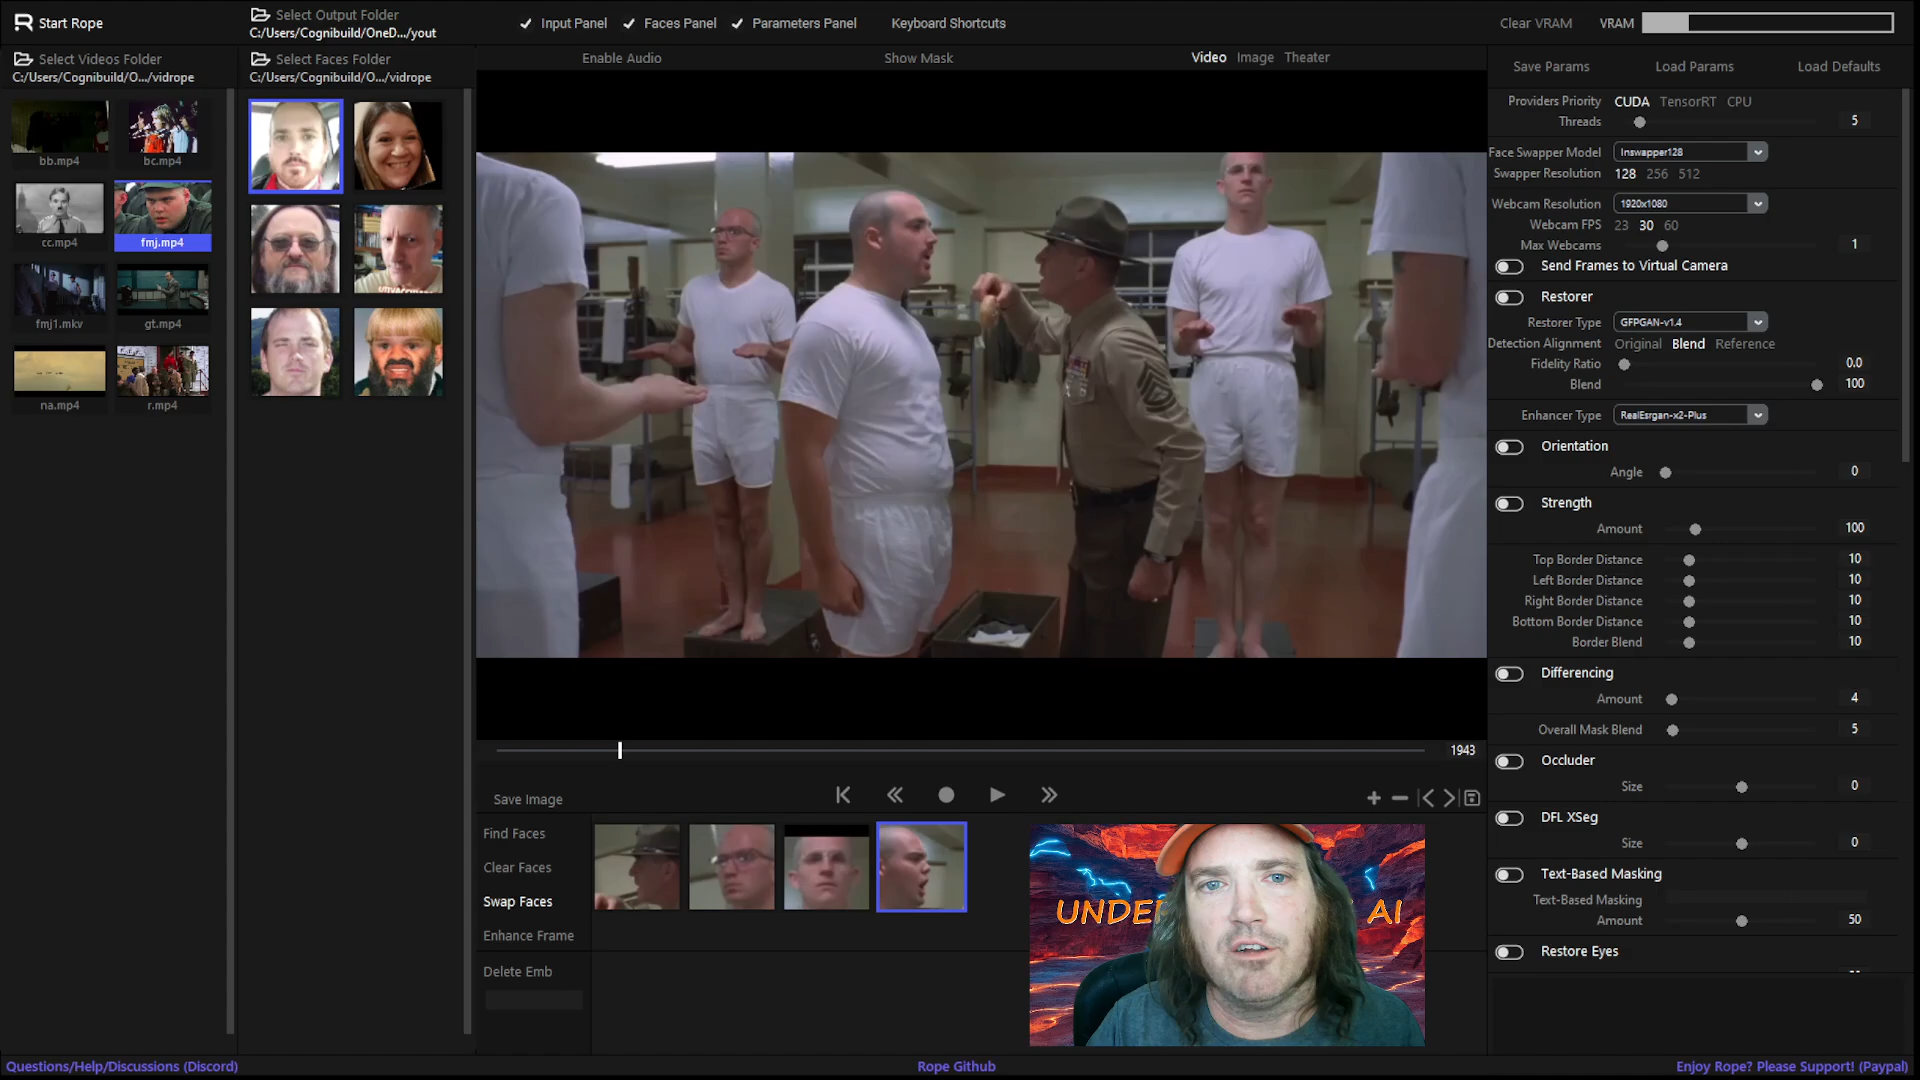 Start Rope
Select Output Folder
C:/Users/Cognibuild/OneD.../yout
Input Panel
Faces Panel
Parameters Panel
Keyboard Shortcuts
Clear VRAM
VRAM
Select Videos Folder
C:/Users/Cognibuild/O.../vidrope
Select Faces Folder
C:/Users/Cognibuild/O.../vidrope
Enable Audio
Show Mask
Video Image Theater
Save Params
Load Params
Load Defaults
bb.mp4
bc.mp4
cc.mp4
fmj.mp4
fmj1.mkv
gt.mp4
na.mp4
r.mp4
Providers Priority CUDA TensorRT CPU
Threads 5
Face Swapper Model Inswapper128
Swapper Resolution 128 256 512
Webcam Resolution 1920x1080
Webcam FPS 23 30 60
Max Webcams 1
Send Frames to Virtual Camera
Restorer
Restorer Type GFPGAN-v1.4
Detection Alignment Original Blend Reference
Fidelity Ratio 0.0
Blend 100
Enhancer Type RealEsrgan-x2-Plus
Orientation
Angle 0
Strength
Amount 100
Top Border Distance 10
Left Border Distance 10
Right Border Distance 10
Bottom Border Distance 10
Border Blend 10
Differencing
Amount 4
Overall Mask Blend 5
Occluder
Size 0
DFL XSeg
Size 0
Text-Based Masking
Text-Based Masking
Amount 50
Restore Eyes
1943
Save Image
Find Faces
Clear Faces
Swap Faces
Enhance Frame
Delete Emb
AI
Questions/Help/Discussions (Discord)
Rope Github
Enjoy Rope? Please Support! (Paypal)